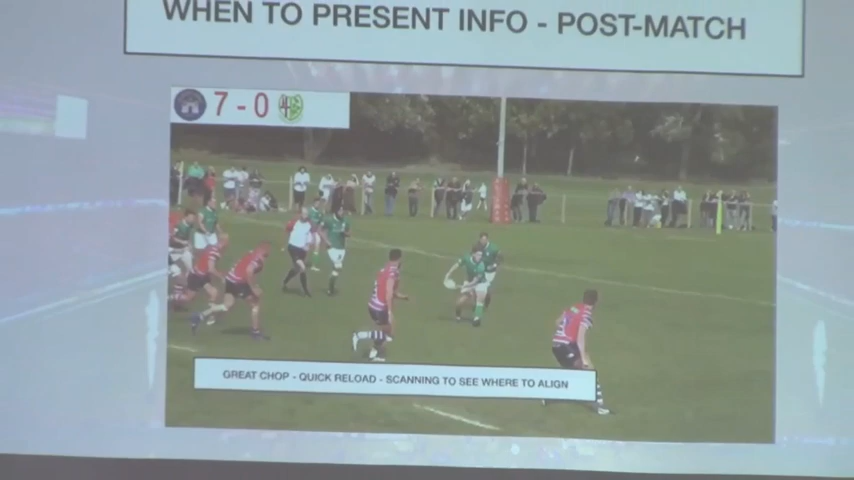 WHEN TO PRESENT INFO - POST-MATCH
7 - 0
GREAT CHOP - QUICK RELOAD - SCANNING TO SEE WHERE TO ALIGN